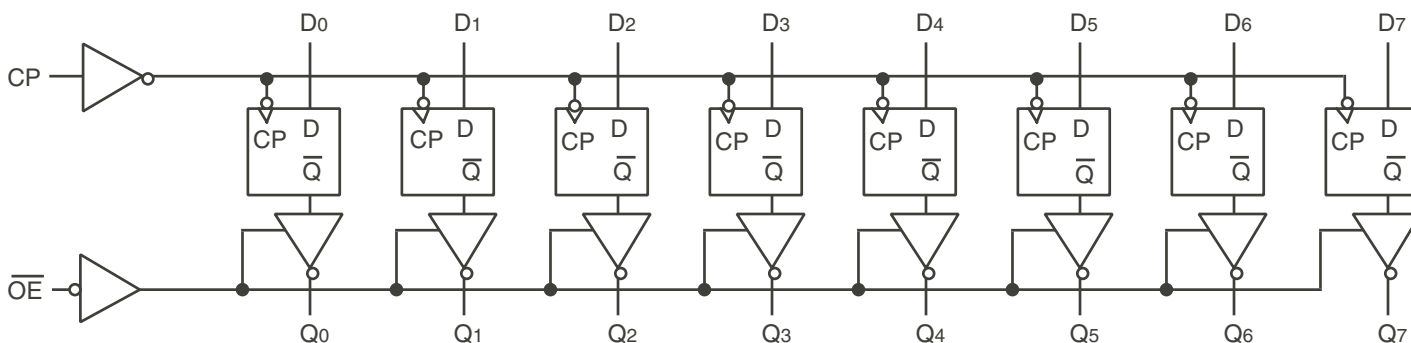 D0 D1 D2 D3 D4 D5 D6 D7
CP
CP D CP D CP D CP D CP D CP D CP D CP D
Q̅ Q̅ Q̅ Q̅ Q̅ Q̅ Q̅ Q̅
O̅E̅
Q0 Q1 Q2 Q3 Q4 Q5 Q6 Q7